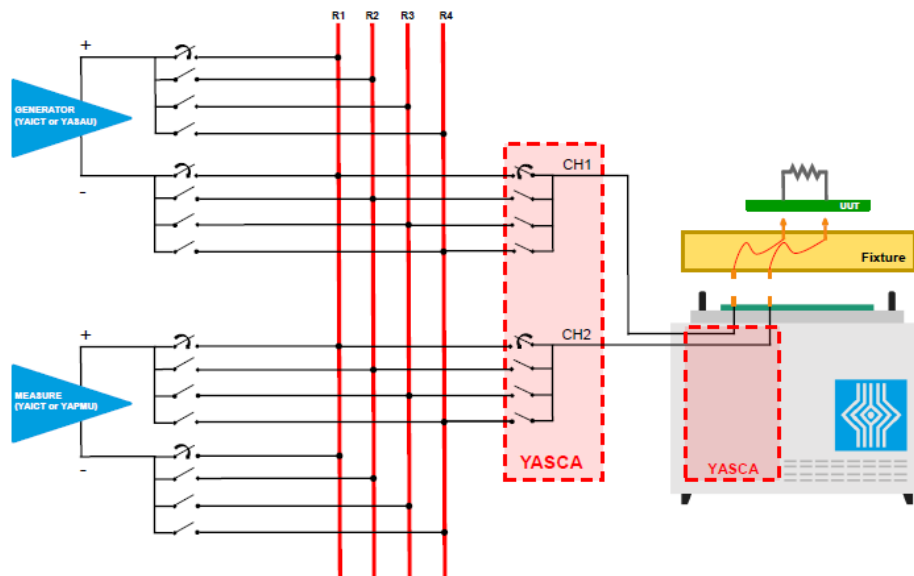 R1 R2 R3 R4
+
GENERATOR
(YAICT or YASAU)
-
CH1
UUT
Fixture
+
CH2
MEASURE
(YAICT or YAPMU)
-
YASCA
YASCA